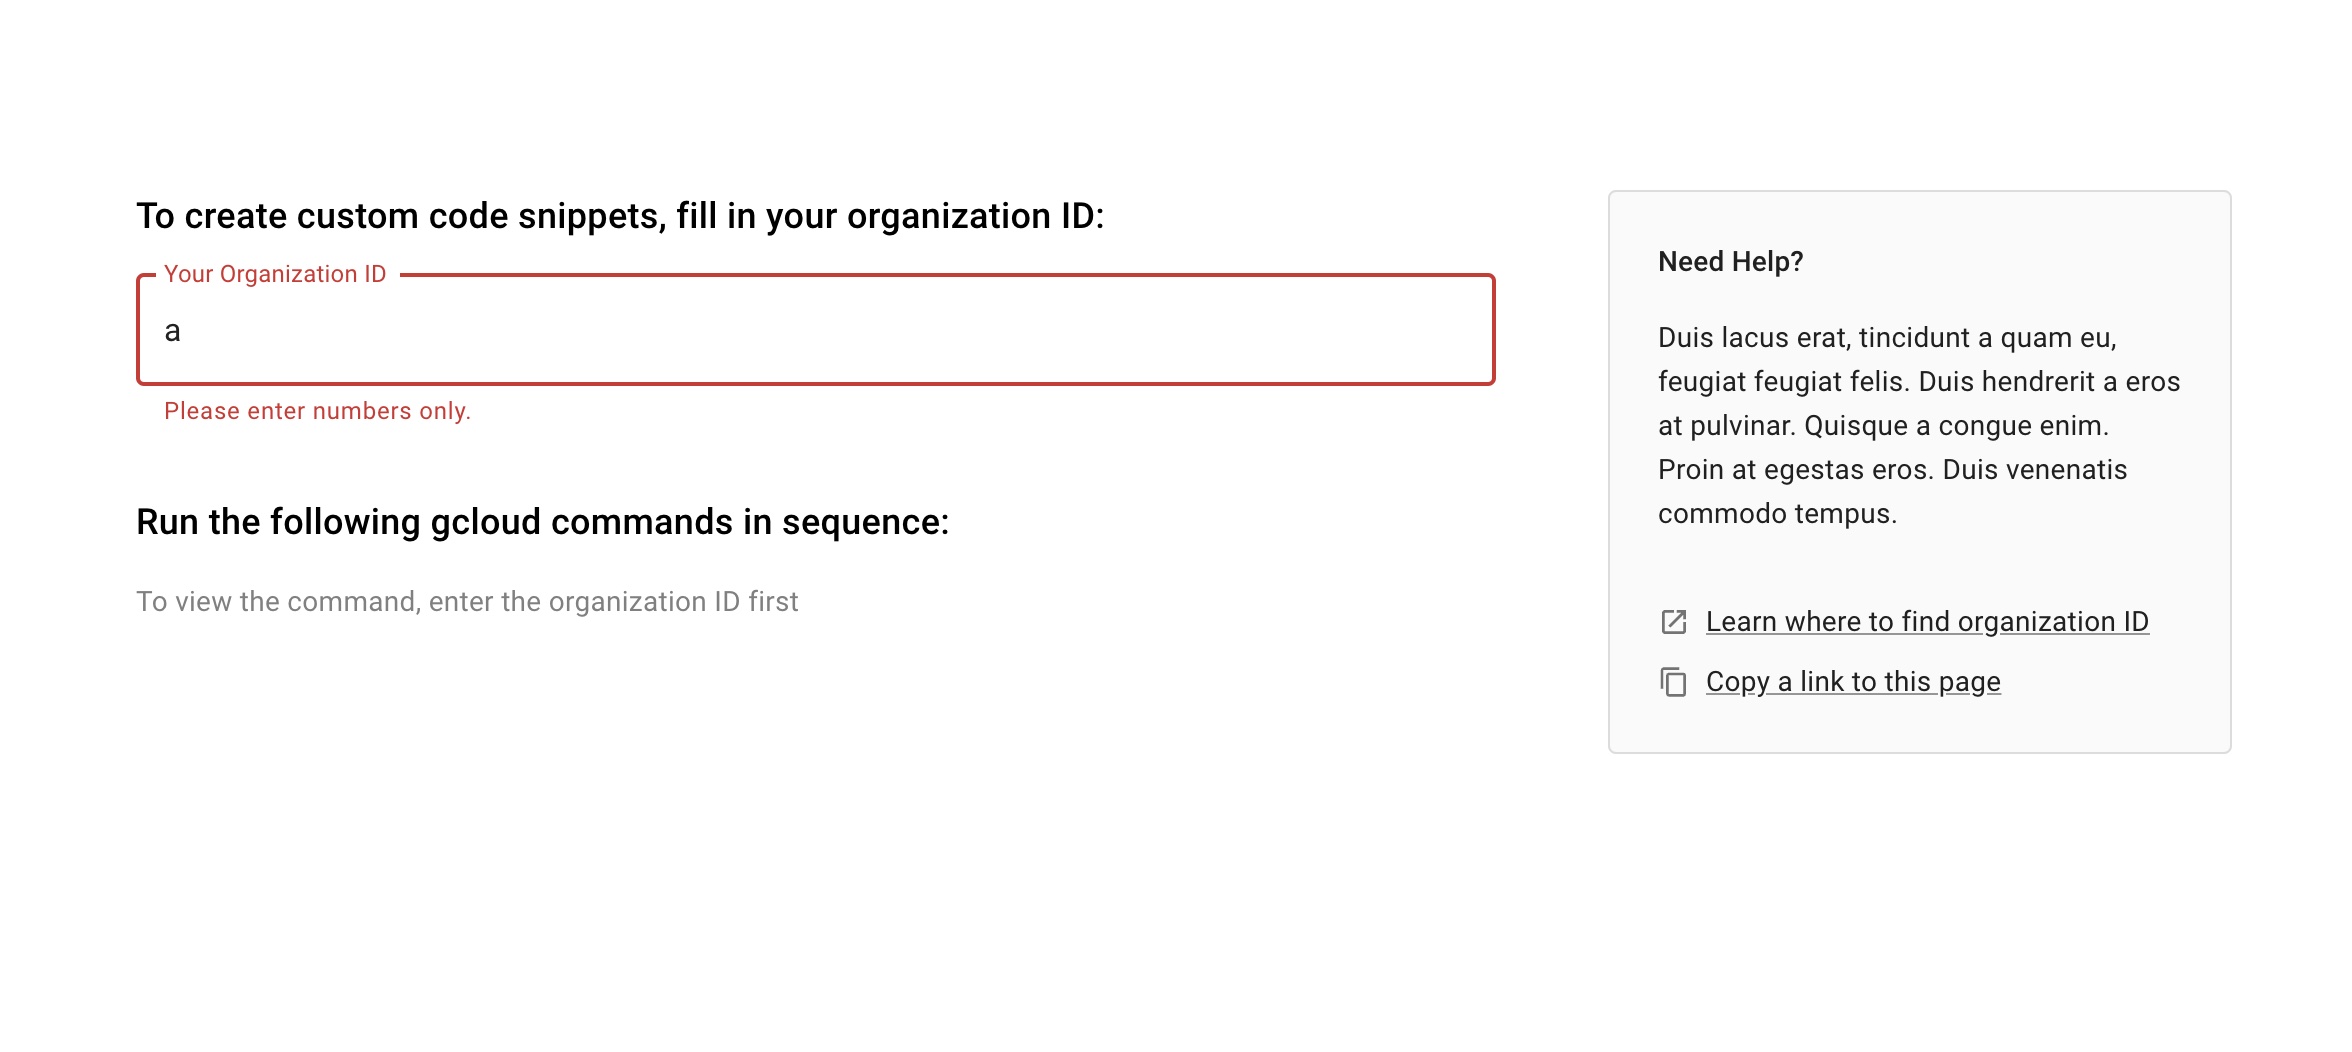 To create custom code snippets, fill in your organization ID:
Your Organization ID
a
Please enter numbers only.
Run the following gcloud commands in sequence:
To view the command, enter the organization ID first
Need Help?
Duis lacus erat, tincidunt a quam eu,
feugiat feugiat felis. Duis hendrerit a eros
at pulvinar. Quisque a congue enim.
Proin at egestas eros. Duis venenatis
commodo tempus.
Learn where to find organization ID
Copy a link to this page